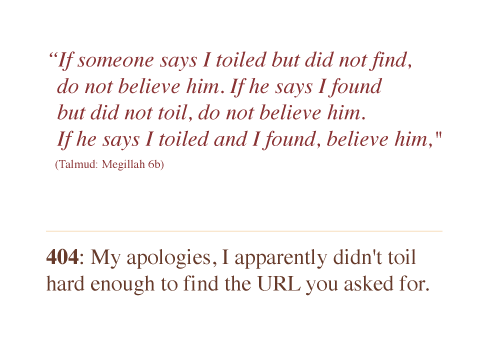 “If someone says I toiled but did not find,
do not believe him. If he says I found
but did not toil, do not believe him.
If he says I toiled and I found, believe him,"
(Talmud: Megillah 6b)
404: My apologies, I apparently didn't toil
hard enough to find the URL you asked for.